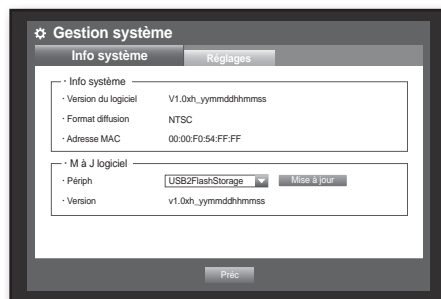 Gestion système
Info système Réglages
· Info système
· Version du logiciel V1.0xh_yymmddhhmmss
· Format diffusion NTSC
· Adresse MAC 00:00:F0:54:FF:FF
· M à J logiciel
· Périph USB2FlashStorage Mise à jour
· Version v1.0xh_yymmddhhmmss
Préc